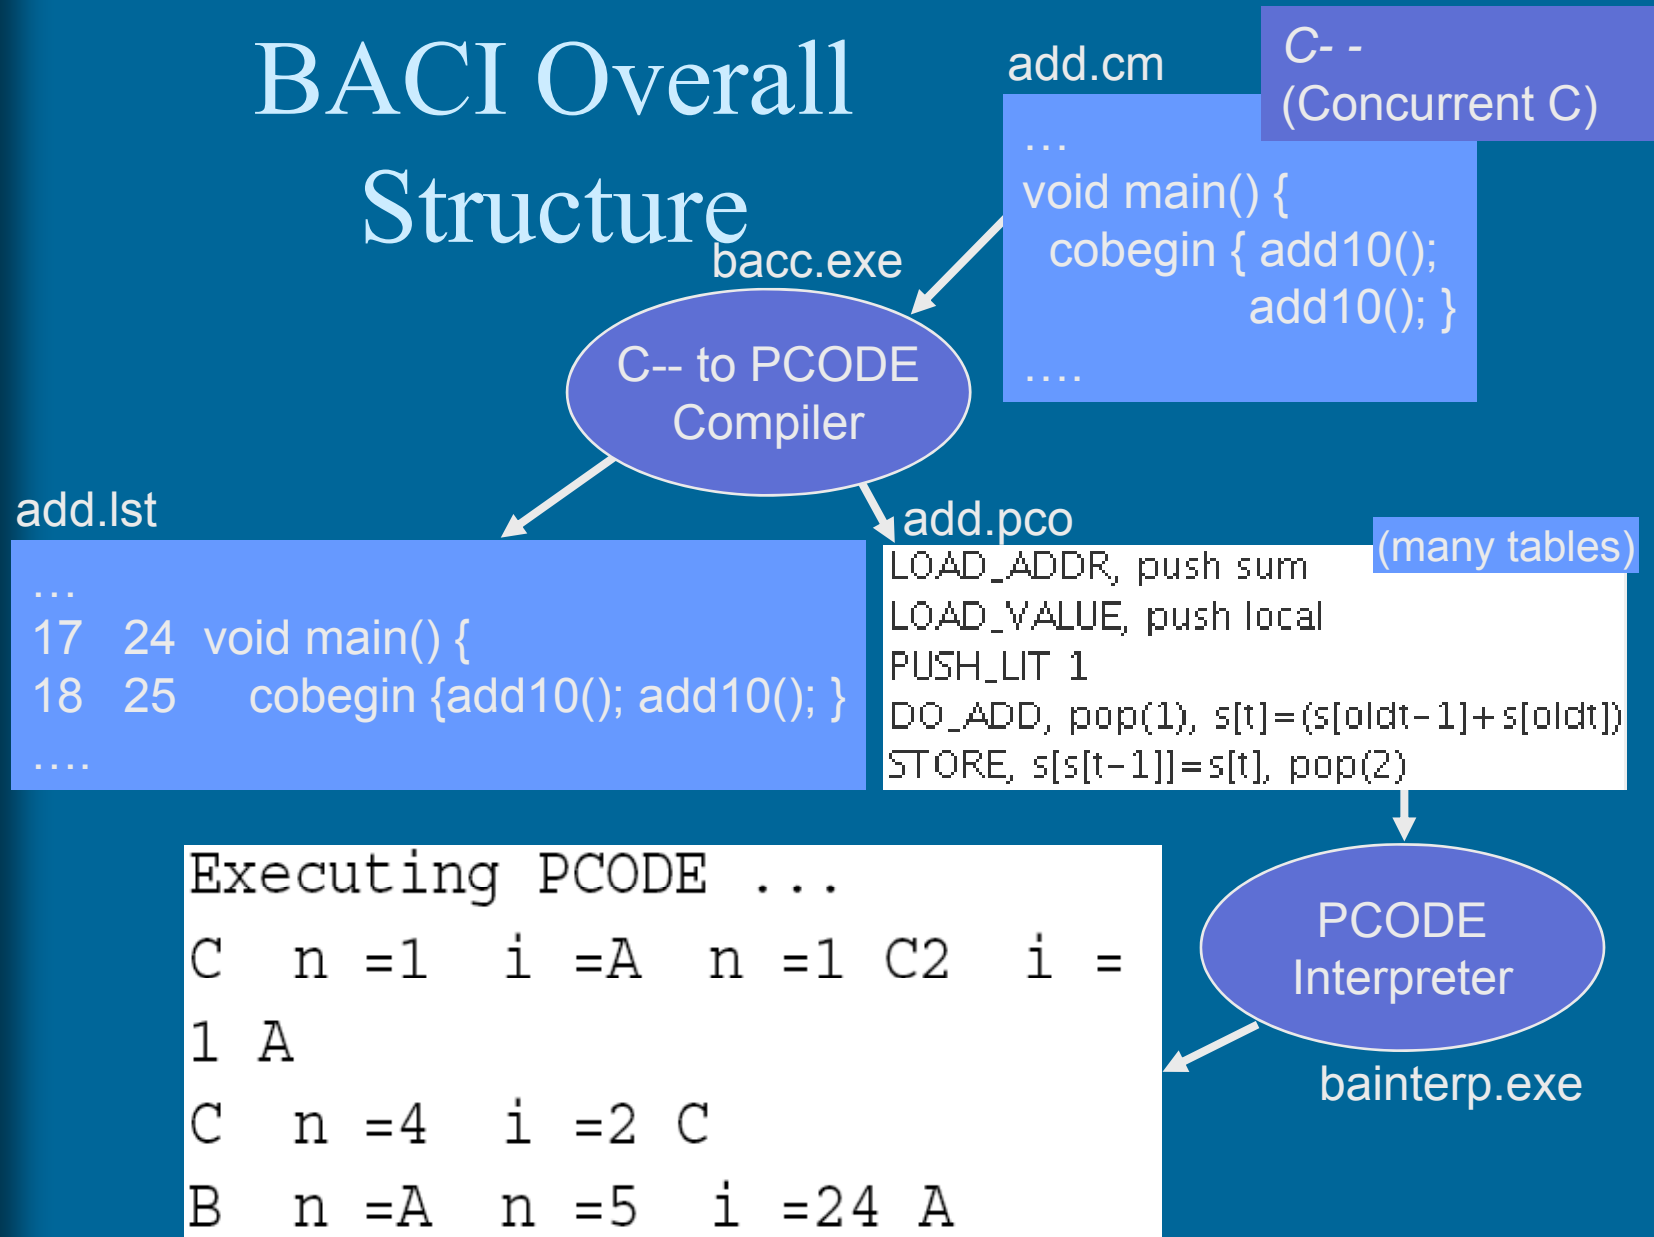 BACI Overall
Structure
add.cm
C- -
(Concurrent C)
…
void main() {
cobegin { add10();
add10(); }
….
bacc.exe
C-- to PCODE
Compiler
add.lst
…
17 24 void main() {
18 25 cobegin {add10(); add10(); }
….
add.pco
(many tables)
LOAD_ADDR, push sum
LOAD_VALUE, push local
PUSH_LIT 1
DO_ADD, pop(1), s[t]=(s[oldt-1]+s[oldt])
STORE, s[s[t-1]]=s[t], pop(2)
PCODE
Interpreter
bainterp.exe
Executing PCODE ...
C n =1 i =A n =1 C2 i =
1 A
C n =4 i =2 C
B n =A n =5 i =24 A